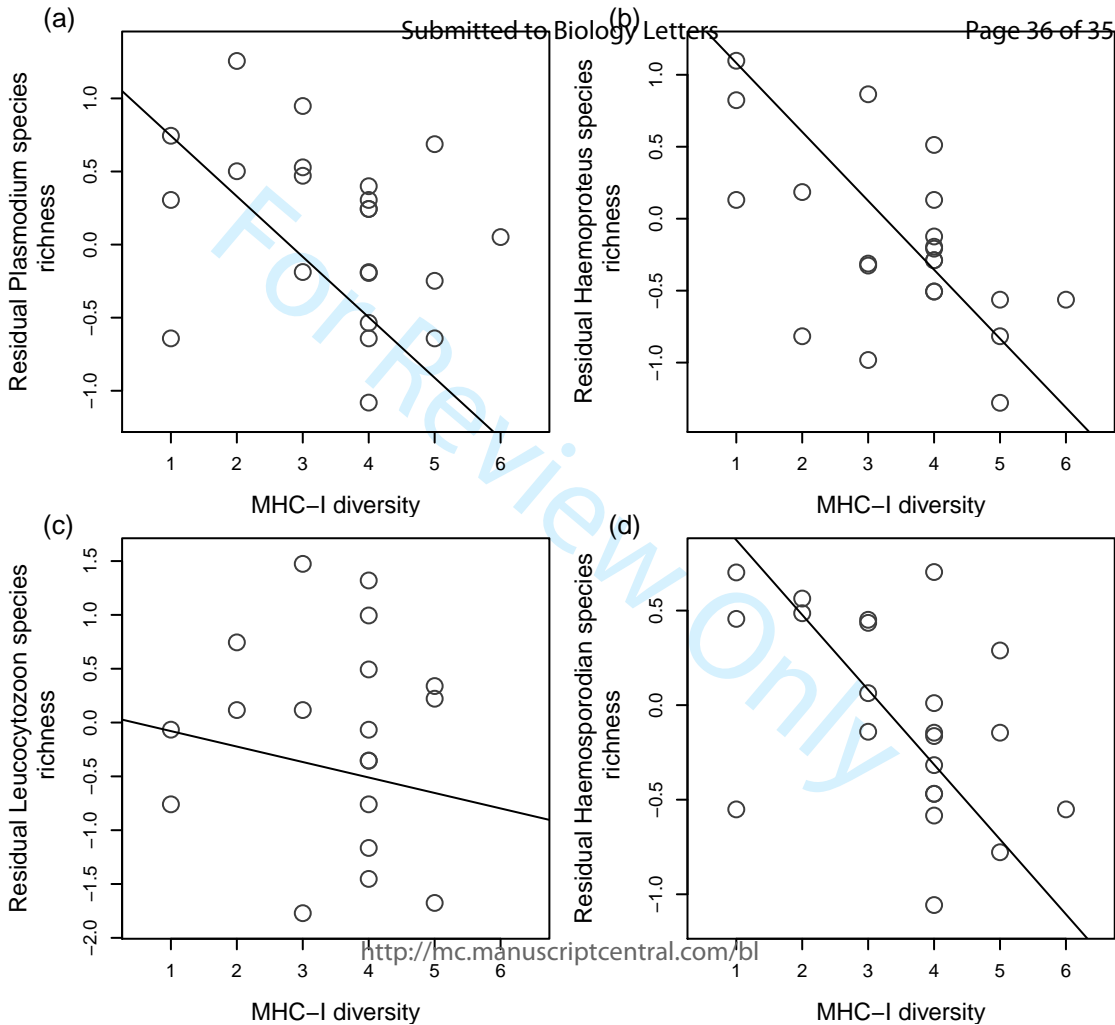 Submitted to Biology Letters
Page 36 of 35
(a)
Residual Plasmodium species
richness
1.0
0.5
0.0
−0.5
−1.0
1 2 3 4 5 6
MHC−I diversity
(b)
Residual Haemoproteus species
richness
1.0
0.5
0.0
−0.5
−1.0
1 2 3 4 5 6
MHC−I diversity
(c)
Residual Leucocytozoon species
richness
1.5
1.0
0.5
0.0
−0.5
−1.0
−1.5
−2.0
1 2 3 4 5 6
MHC−I diversity
(d)
Residual Haemosporodian species
richness
0.5
0.0
−0.5
−1.0
1 2 3 4 5 6
MHC−I diversity
For Review Only
http://mc.manuscriptcentral.com/bl